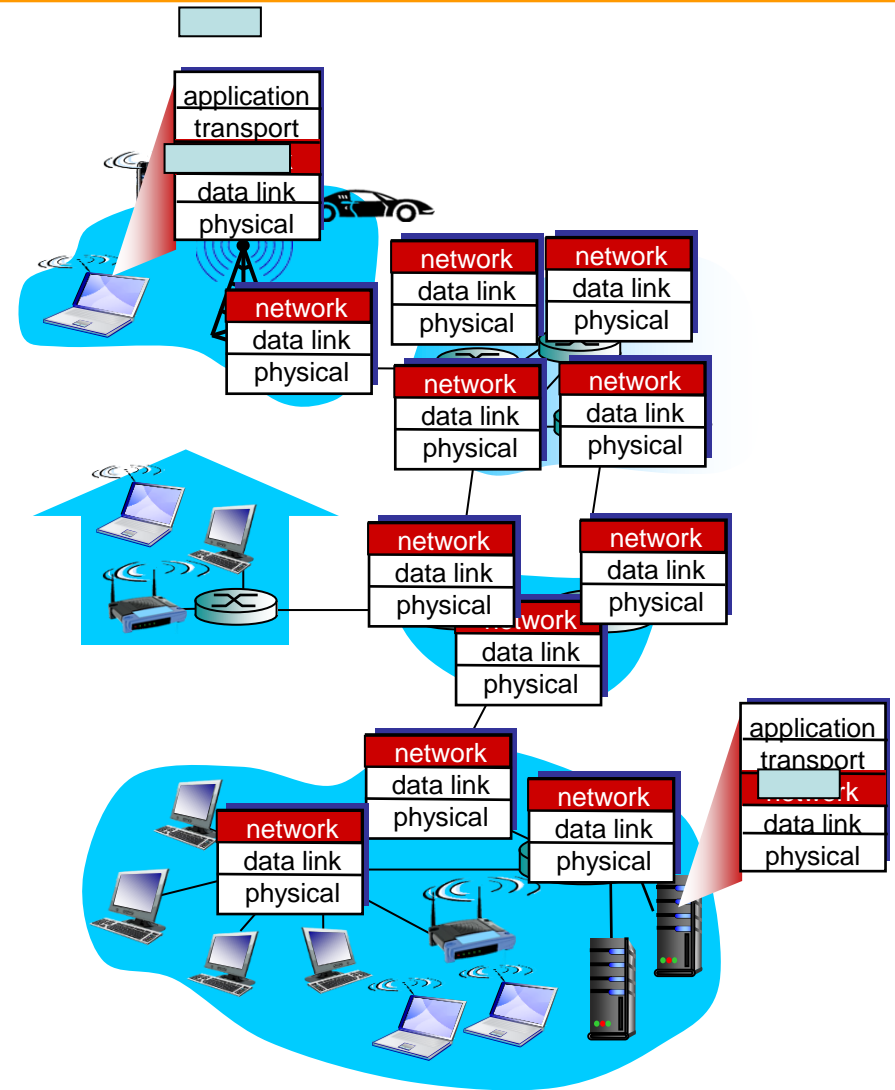 application
transport
data link
physical
network
data link
physical
network
data link
physical
network
data link
physical
network
data link
physical
network
data link
physical
network
data link
physical
network
data link
physical
network
data link
physical
application
transport
network
data link
physical
network
data link
physical
network
data link
physical
network
data link
physical